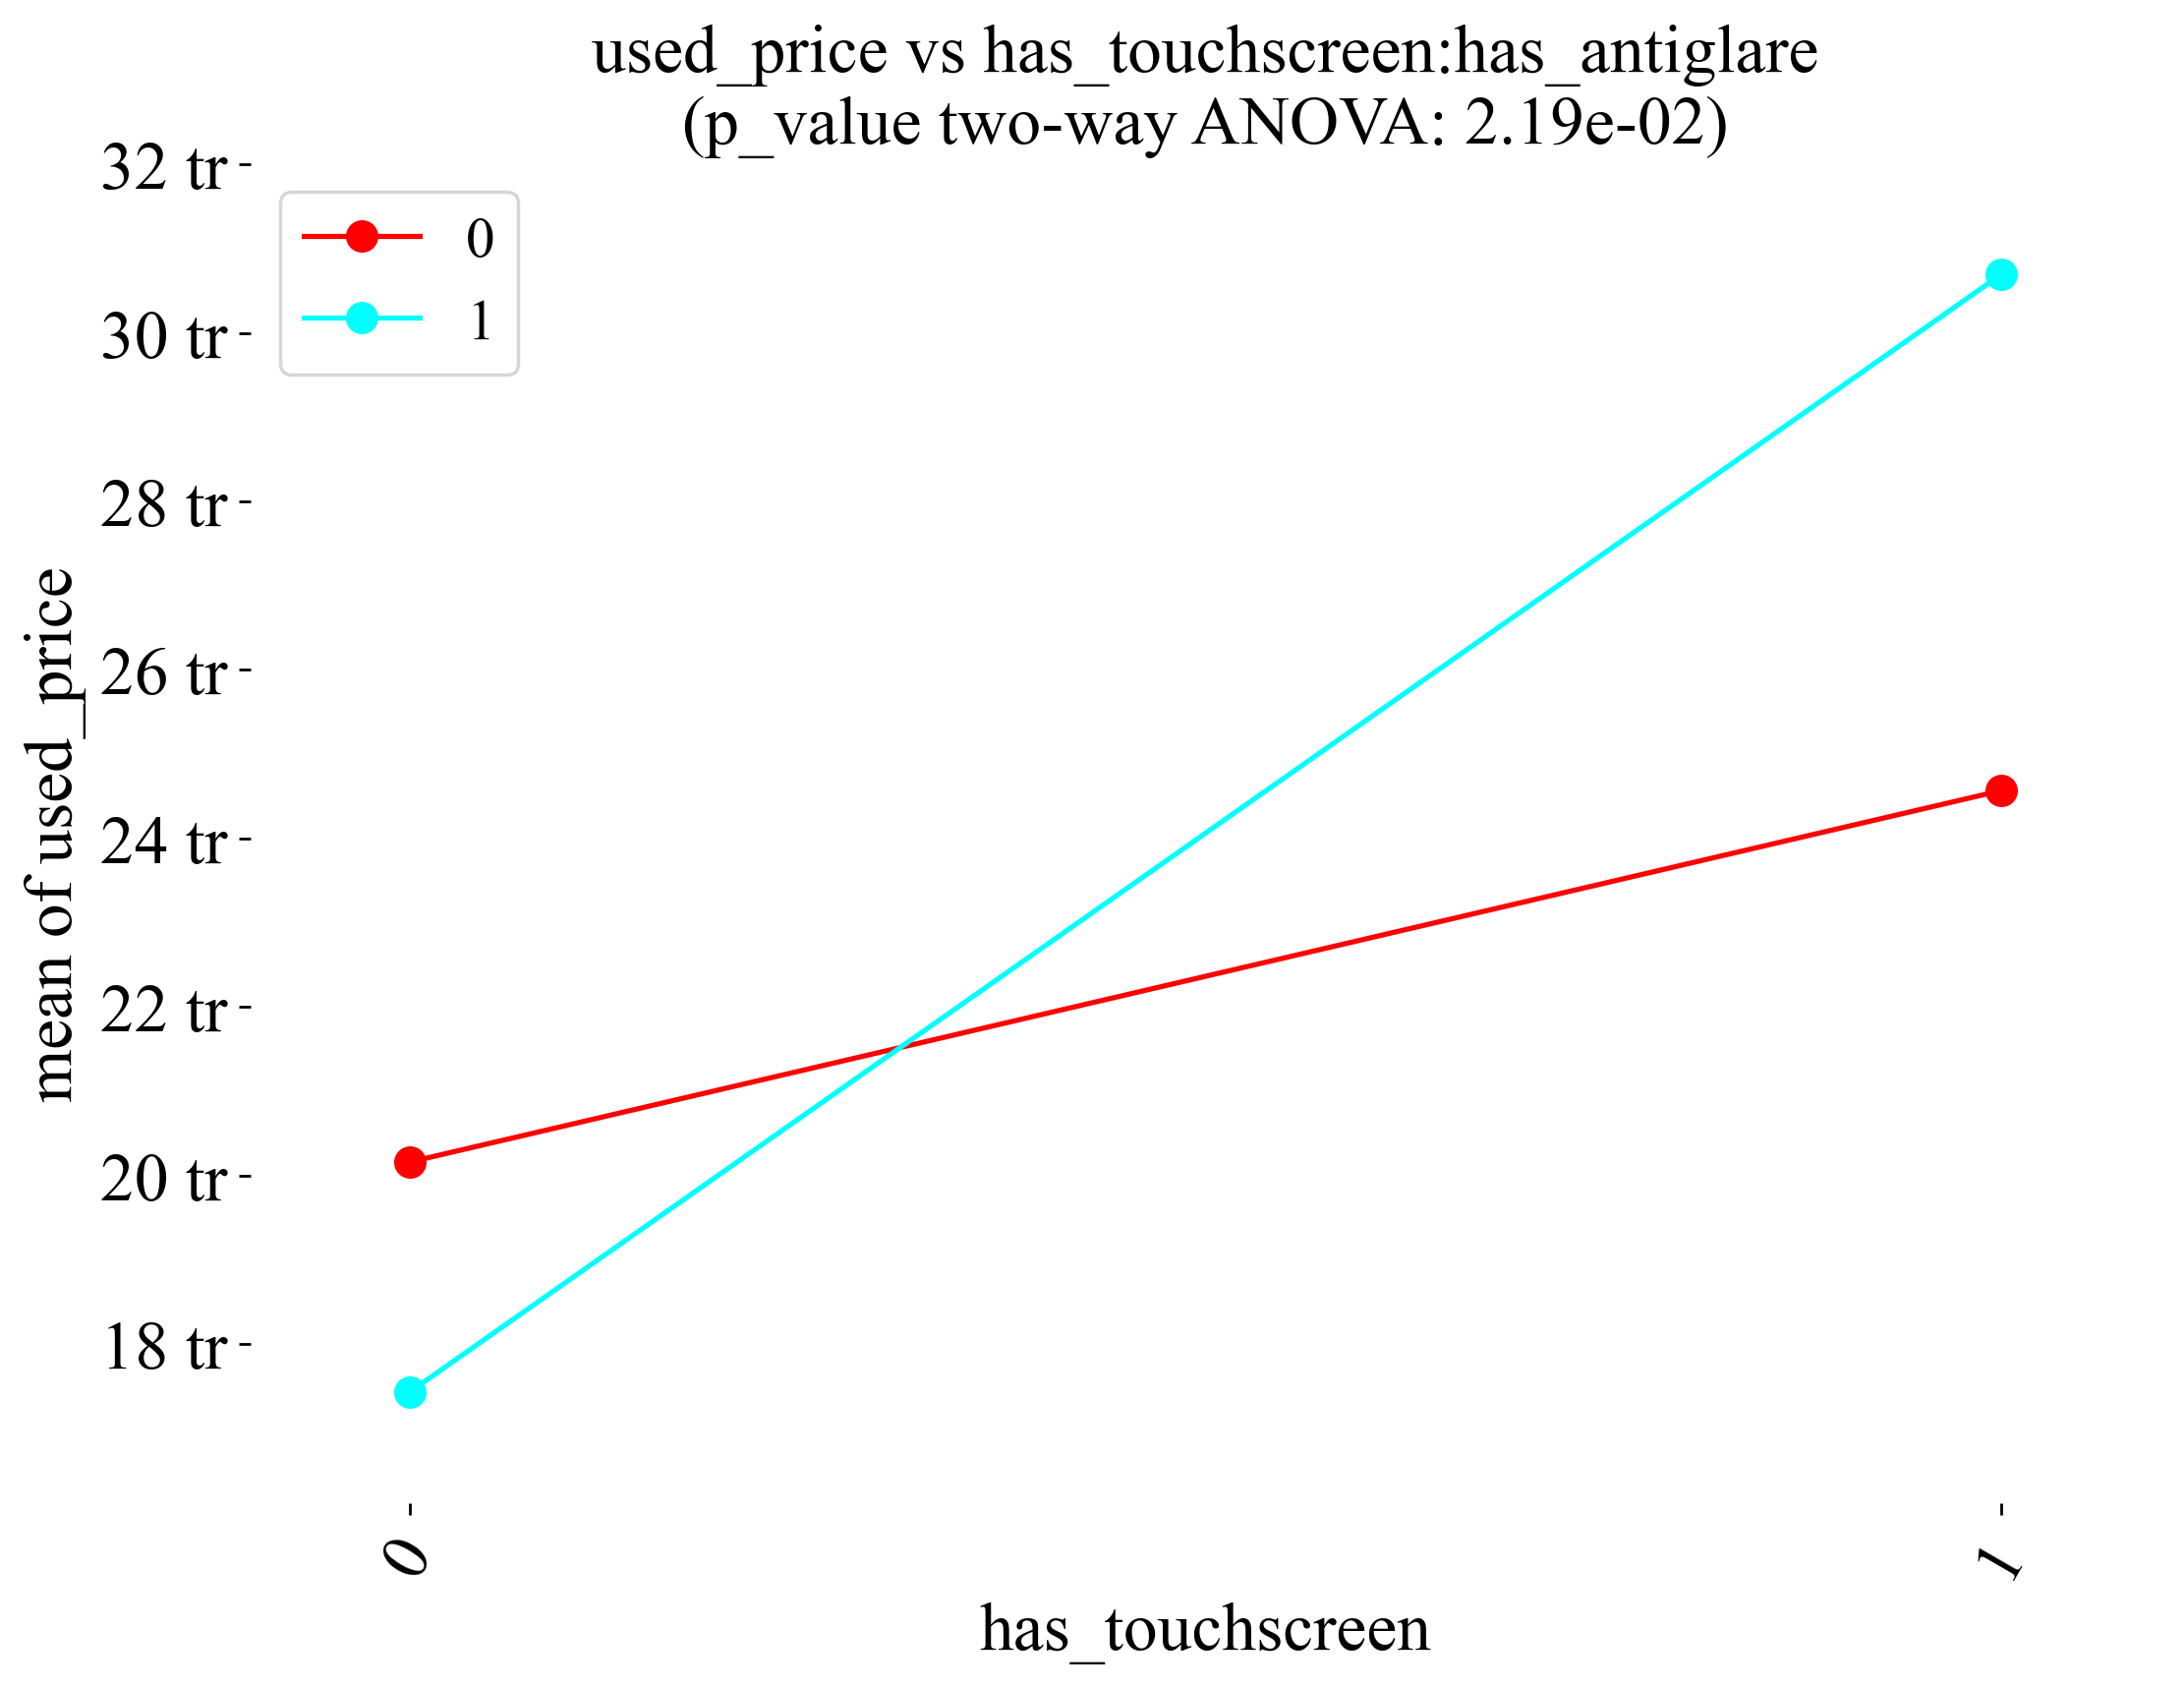 used_price vs has_touchscreen:has_antiglare
(p_value two-way ANOVA: 2.19e-02)
32 tr
30 tr
28 tr
26 tr
24 tr
22 tr
20 tr
18 tr
mean of used_price
0
1
0
1
has_touchscreen